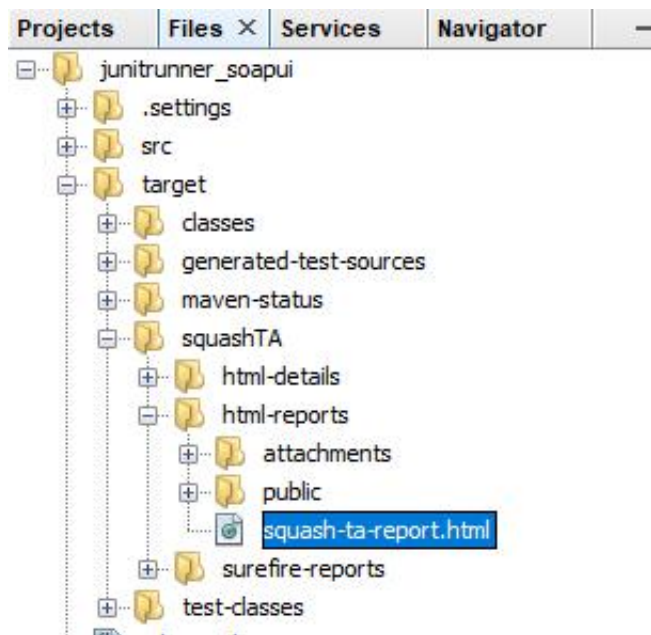 Projects Files × Services Navigator
junitrunner_soapui
.settings
src
target
classes
generated-test-sources
maven-status
squashTA
html-details
html-reports
attachments
public
squash-ta-report.html
surefire-reports
test-classes